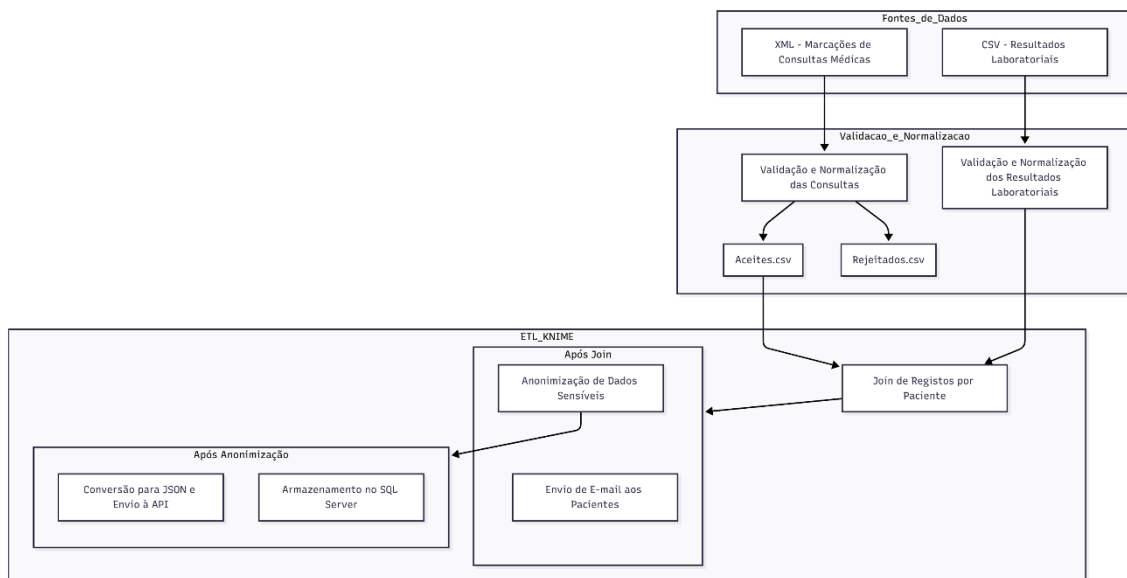 Fontes_de_Dados
XML - Marcações de
Consultas Médicas
CSV - Resultados
Laboratoriais
Validacao_e_Normalizacao
Validação e Normalização
das Consultas
Validação e Normalização
dos Resultados
Laboratoriais
Aceites.csv
Rejeitados.csv
ETL_KNIME
Após Join
Anonimização de Dados
Sensíveis
Join de Registos por
Paciente
Após Anonimização
Conversão para JSON e
Envio à API
Armazenamento no SQL
Server
Envio de E-mail aos
Pacientes